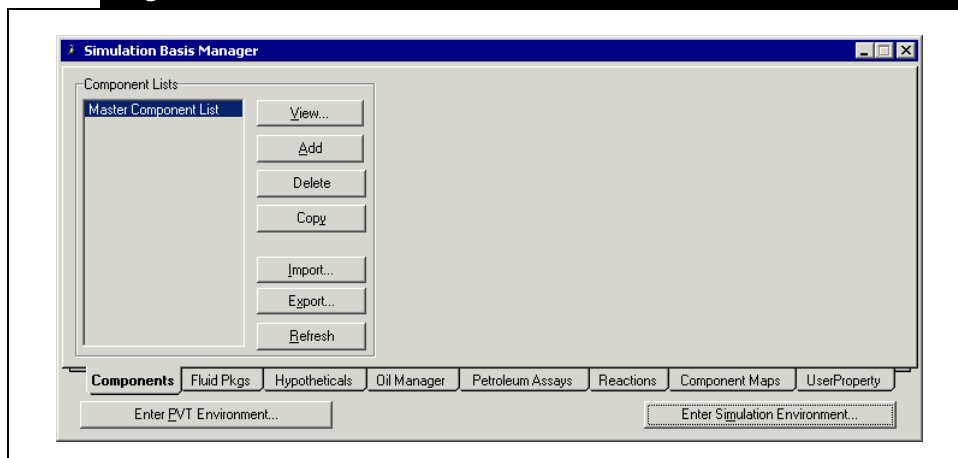 Simulation Basis Manager
Component Lists
Master Component List
View...
Add
Delete
Copy
Import...
Export...
Refresh
Components Fluid Pkgs Hypotheticals Oil Manager Petroleum Assays Reactions Component Maps UserProperty
Enter PVT Environment... Enter Simulation Environment...